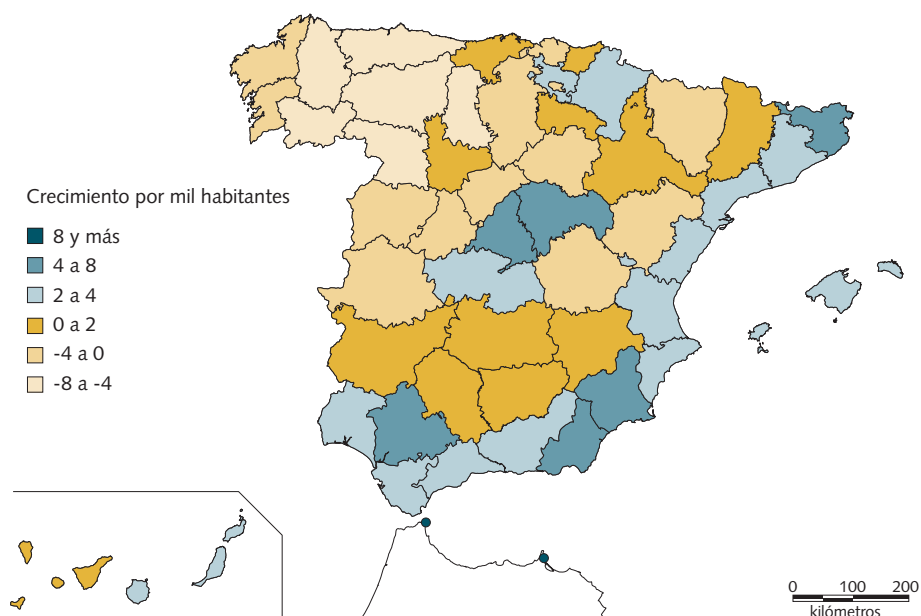 Crecimiento por mil habitantes
8 y más
4 a 8
2 a 4
0 a 2
-4 a 0
-8 a -4
0 100 200
kilómetros